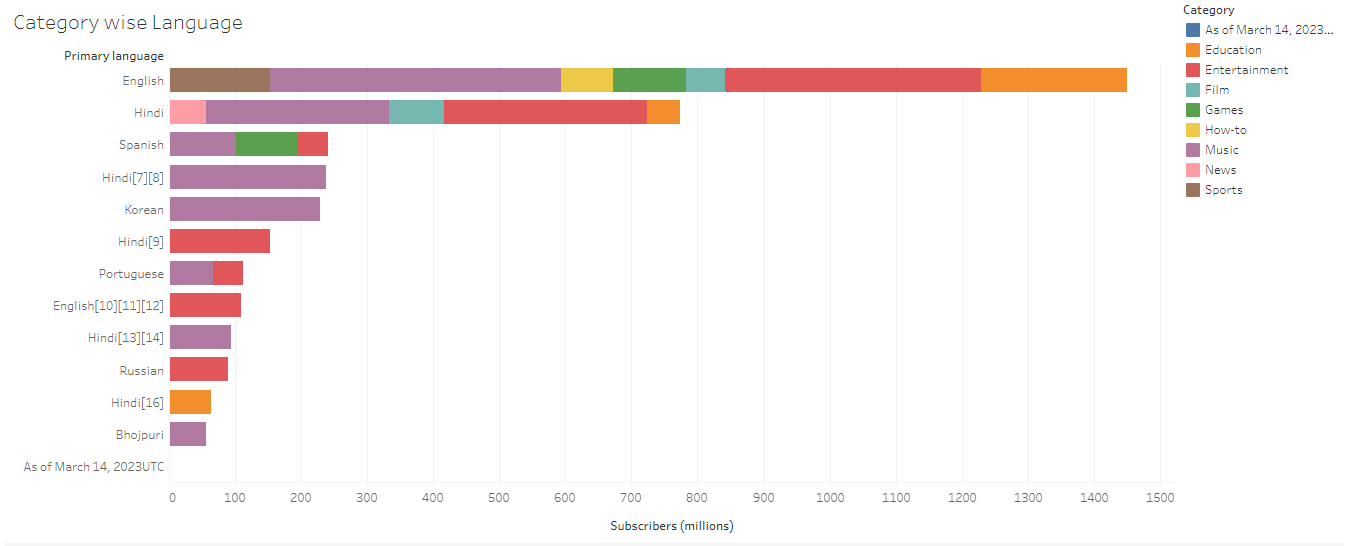 Category wise Language
Primary language
English
Hindi
Spanish
Hindi[7][8]
Korean
Hindi[9]
Portuguese
English[10][11][12]
Hindi[13][14]
Russian
Hindi[16]
Bhojpuri
As of March 14, 2023UTC
0 100 200 300 400 500 600 700 800 900 1000 1100 1200 1300 1400 1500
Subscribers (millions)
Category
As of March 14, 2023...
Education
Entertainment
Film
Games
How-to
Music
News
Sports